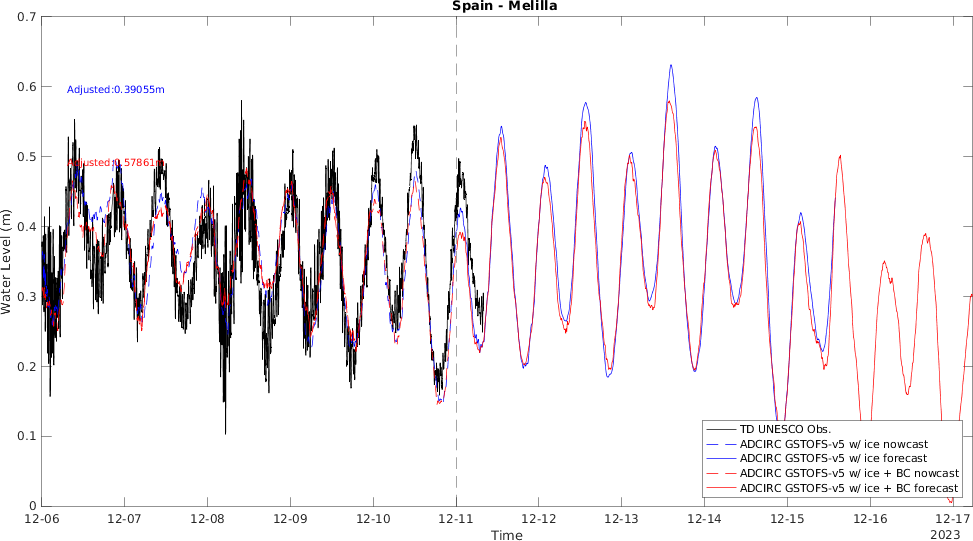 Spain - Melilla
0.7
0.6
0.5
0.4
0.3
0.2
0.1
0
Water Level (m)
Adjusted:0.39055m
Adjusted:0.57861m
TD UNESCO Obs.
ADCIRC GSTOFS-v5 w/ ice nowcast
ADCIRC GSTOFS-v5 w/ ice forecast
ADCIRC GSTOFS-v5 w/ ice + BC nowcast
ADCIRC GSTOFS-v5 w/ ice + BC forecast
12-06 12-07 12-08 12-09 12-10 12-11 12-12 12-13 12-14 12-15 12-16 12-17
Time
2023